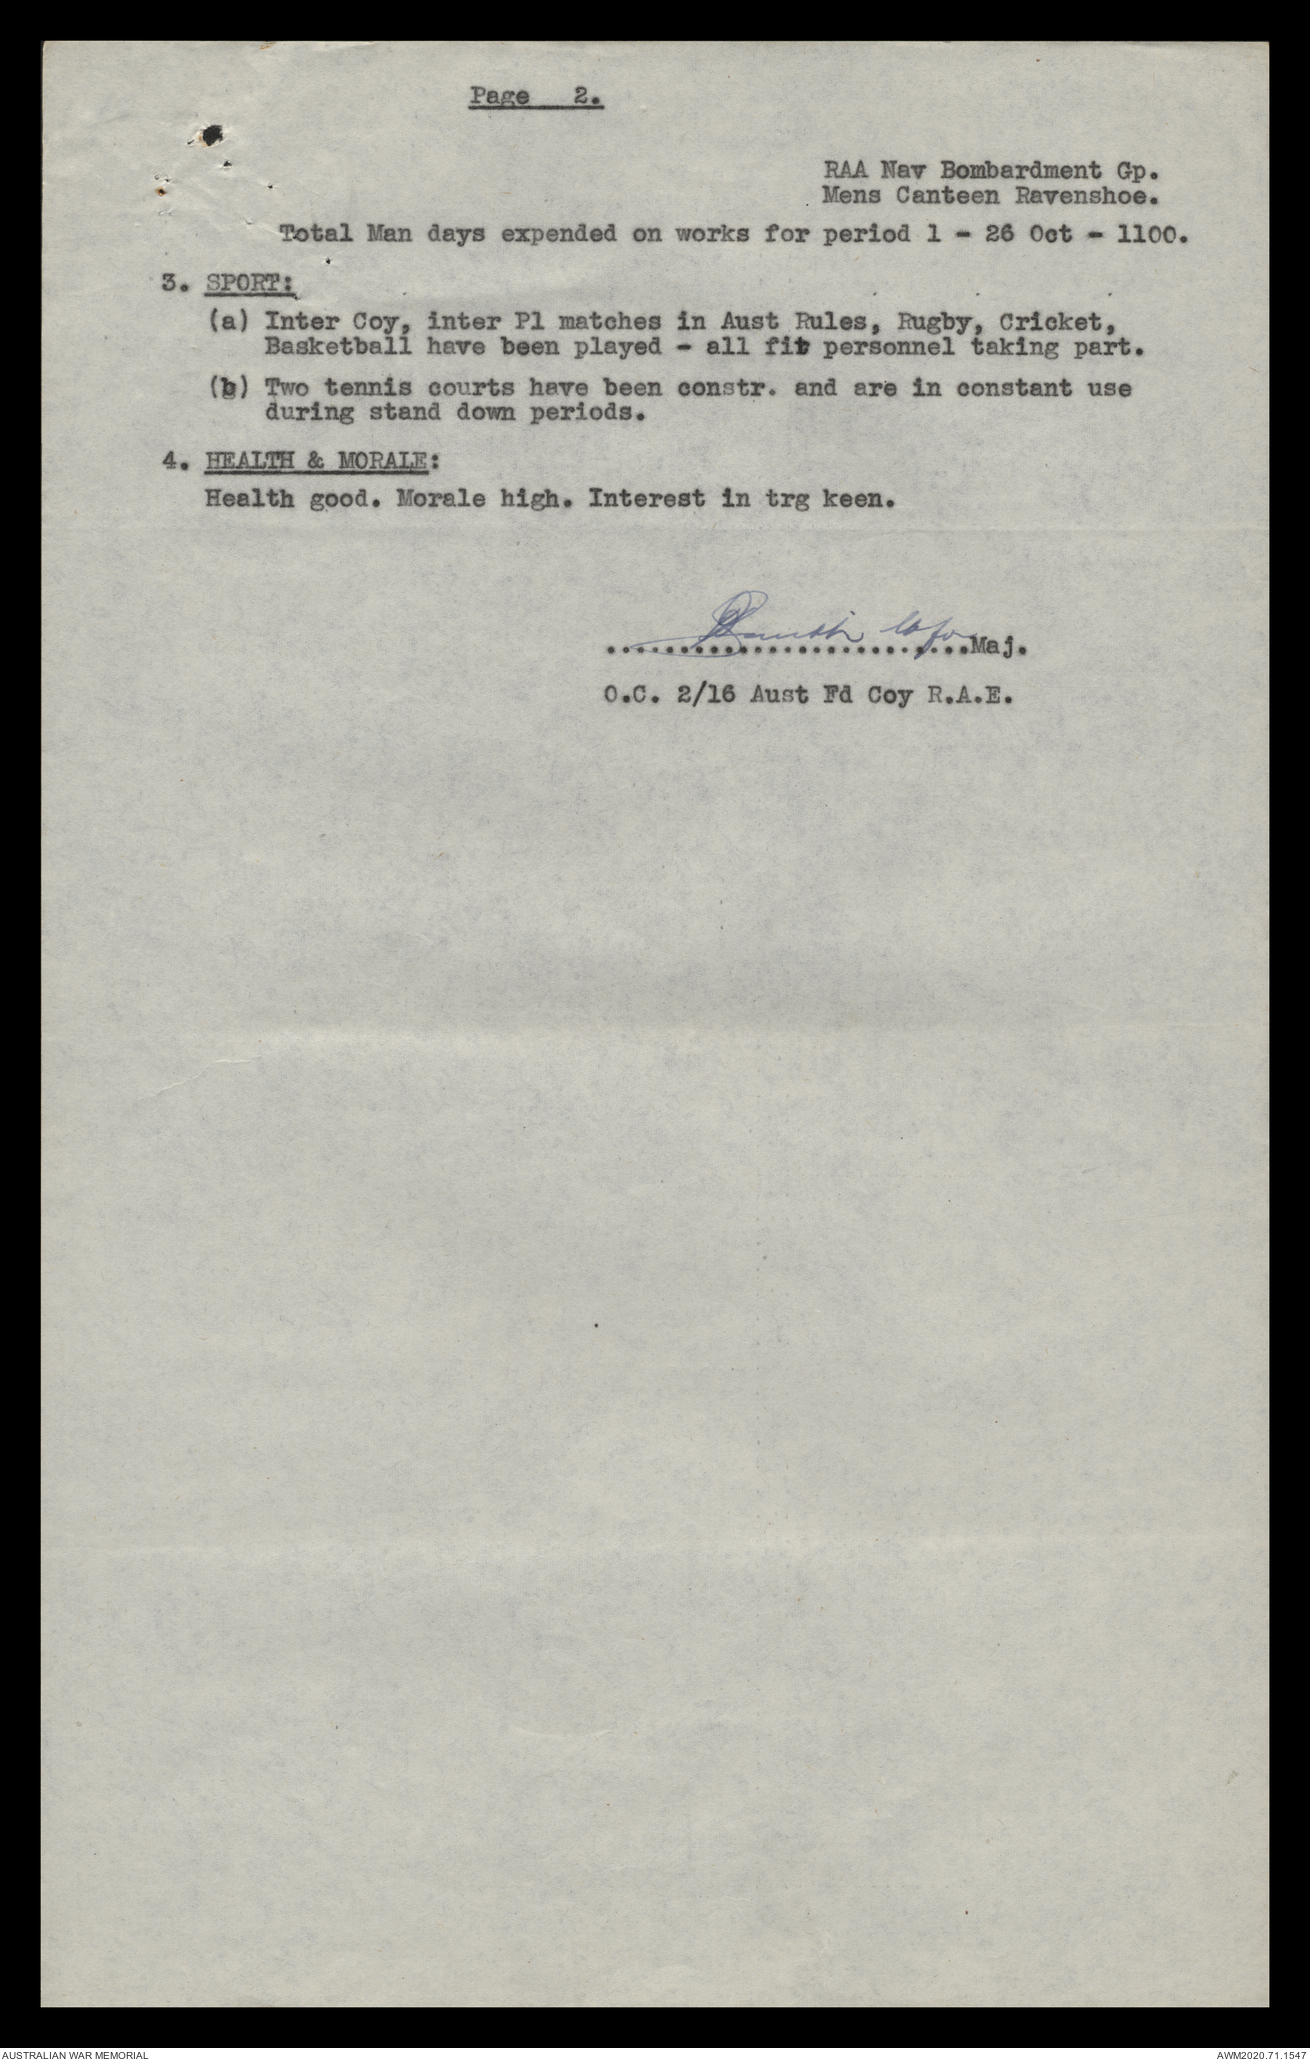 Page 2.
RAA Nav Bombardment Gp.
Mens Canteen Ravenshoe.
Total Man days expended on works for period 1 - 26 Oct - 1100.
3. SPORT:
(a) Inter Coy, inter Pl matches in Aust Rules, Rugby, Cricket,
Basketball have been played - all fit personnel taking part.
(b) Two tennis courts have been constr. and are in constant use
during stand down periods.
4. HEALTH & MORALE:
Health good. Morale high. Interest in trg keen.
..........................Maj.
O.C. 2/16 Aust Fd Coy R.A.E.
AUSTRALIAN WAR MEMORIAL
AWM2020.71.1547